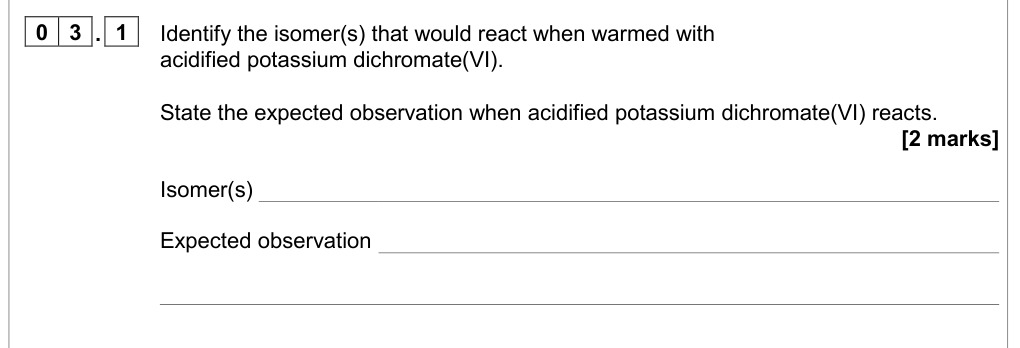 0 3 . 1 Identify the isomer(s) that would react when warmed with
acidified potassium dichromate(VI).
State the expected observation when acidified potassium dichromate(VI) reacts.
[2 marks]
Isomer(s)
Expected observation